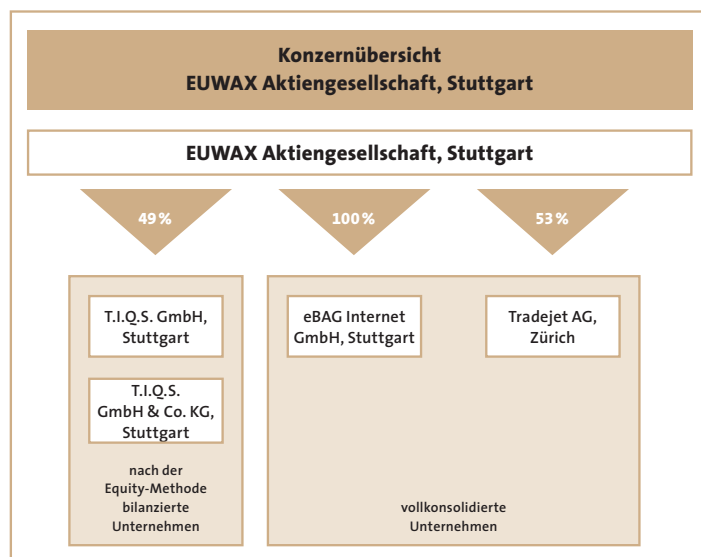 Konzernübersicht
EUWAX Aktiengesellschaft, Stuttgart
EUWAX Aktiengesellschaft, Stuttgart
49 %
100 %
53 %
T.I.Q.S. GmbH,
Stuttgart
T.I.Q.S.
GmbH & Co. KG,
Stuttgart
nach der
Equity-Methode
bilanzierte
Unternehmen
eBAG Internet
GmbH, Stuttgart
Tradejet AG,
Zürich
vollkonsolidierte
Unternehmen